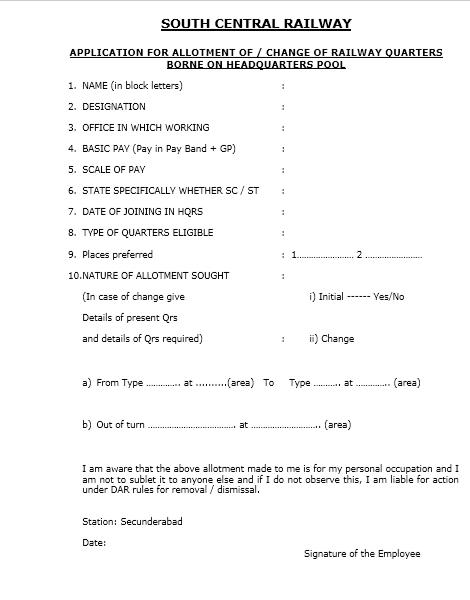 SOUTH CENTRAL RAILWAY
APPLICATION FOR ALLOTMENT OF / CHANGE OF RAILWAY QUARTERS
BORNE ON HEADQUARTERS POOL
1. NAME (in block letters) :
2. DESIGNATION :
3. OFFICE IN WHICH WORKING :
4. BASIC PAY (Pay in Pay Band + GP) :
5. SCALE OF PAY :
6. STATE SPECIFICALLY WHETHER SC / ST :
7. DATE OF JOINING IN HQRS :
8. TYPE OF QUARTERS ELIGIBLE :
9. Places preferred : 1...................... 2 ......................
10.NATURE OF ALLOTMENT SOUGHT :
(In case of change give i) Initial ------ Yes/No
Details of present Qrs
and details of Qrs required) : ii) Change
a) From Type ............. at ..........(area) To Type .......... at ............. (area)
b) Out of turn .................................. at ........................... (area)
I am aware that the above allotment made to me is for my personal occupation and I
am not to sublet it to anyone else and if I do not observe this, I am liable for action
under DAR rules for removal / dismissal.
Station: Secunderabad
Date:
Signature of the Employee